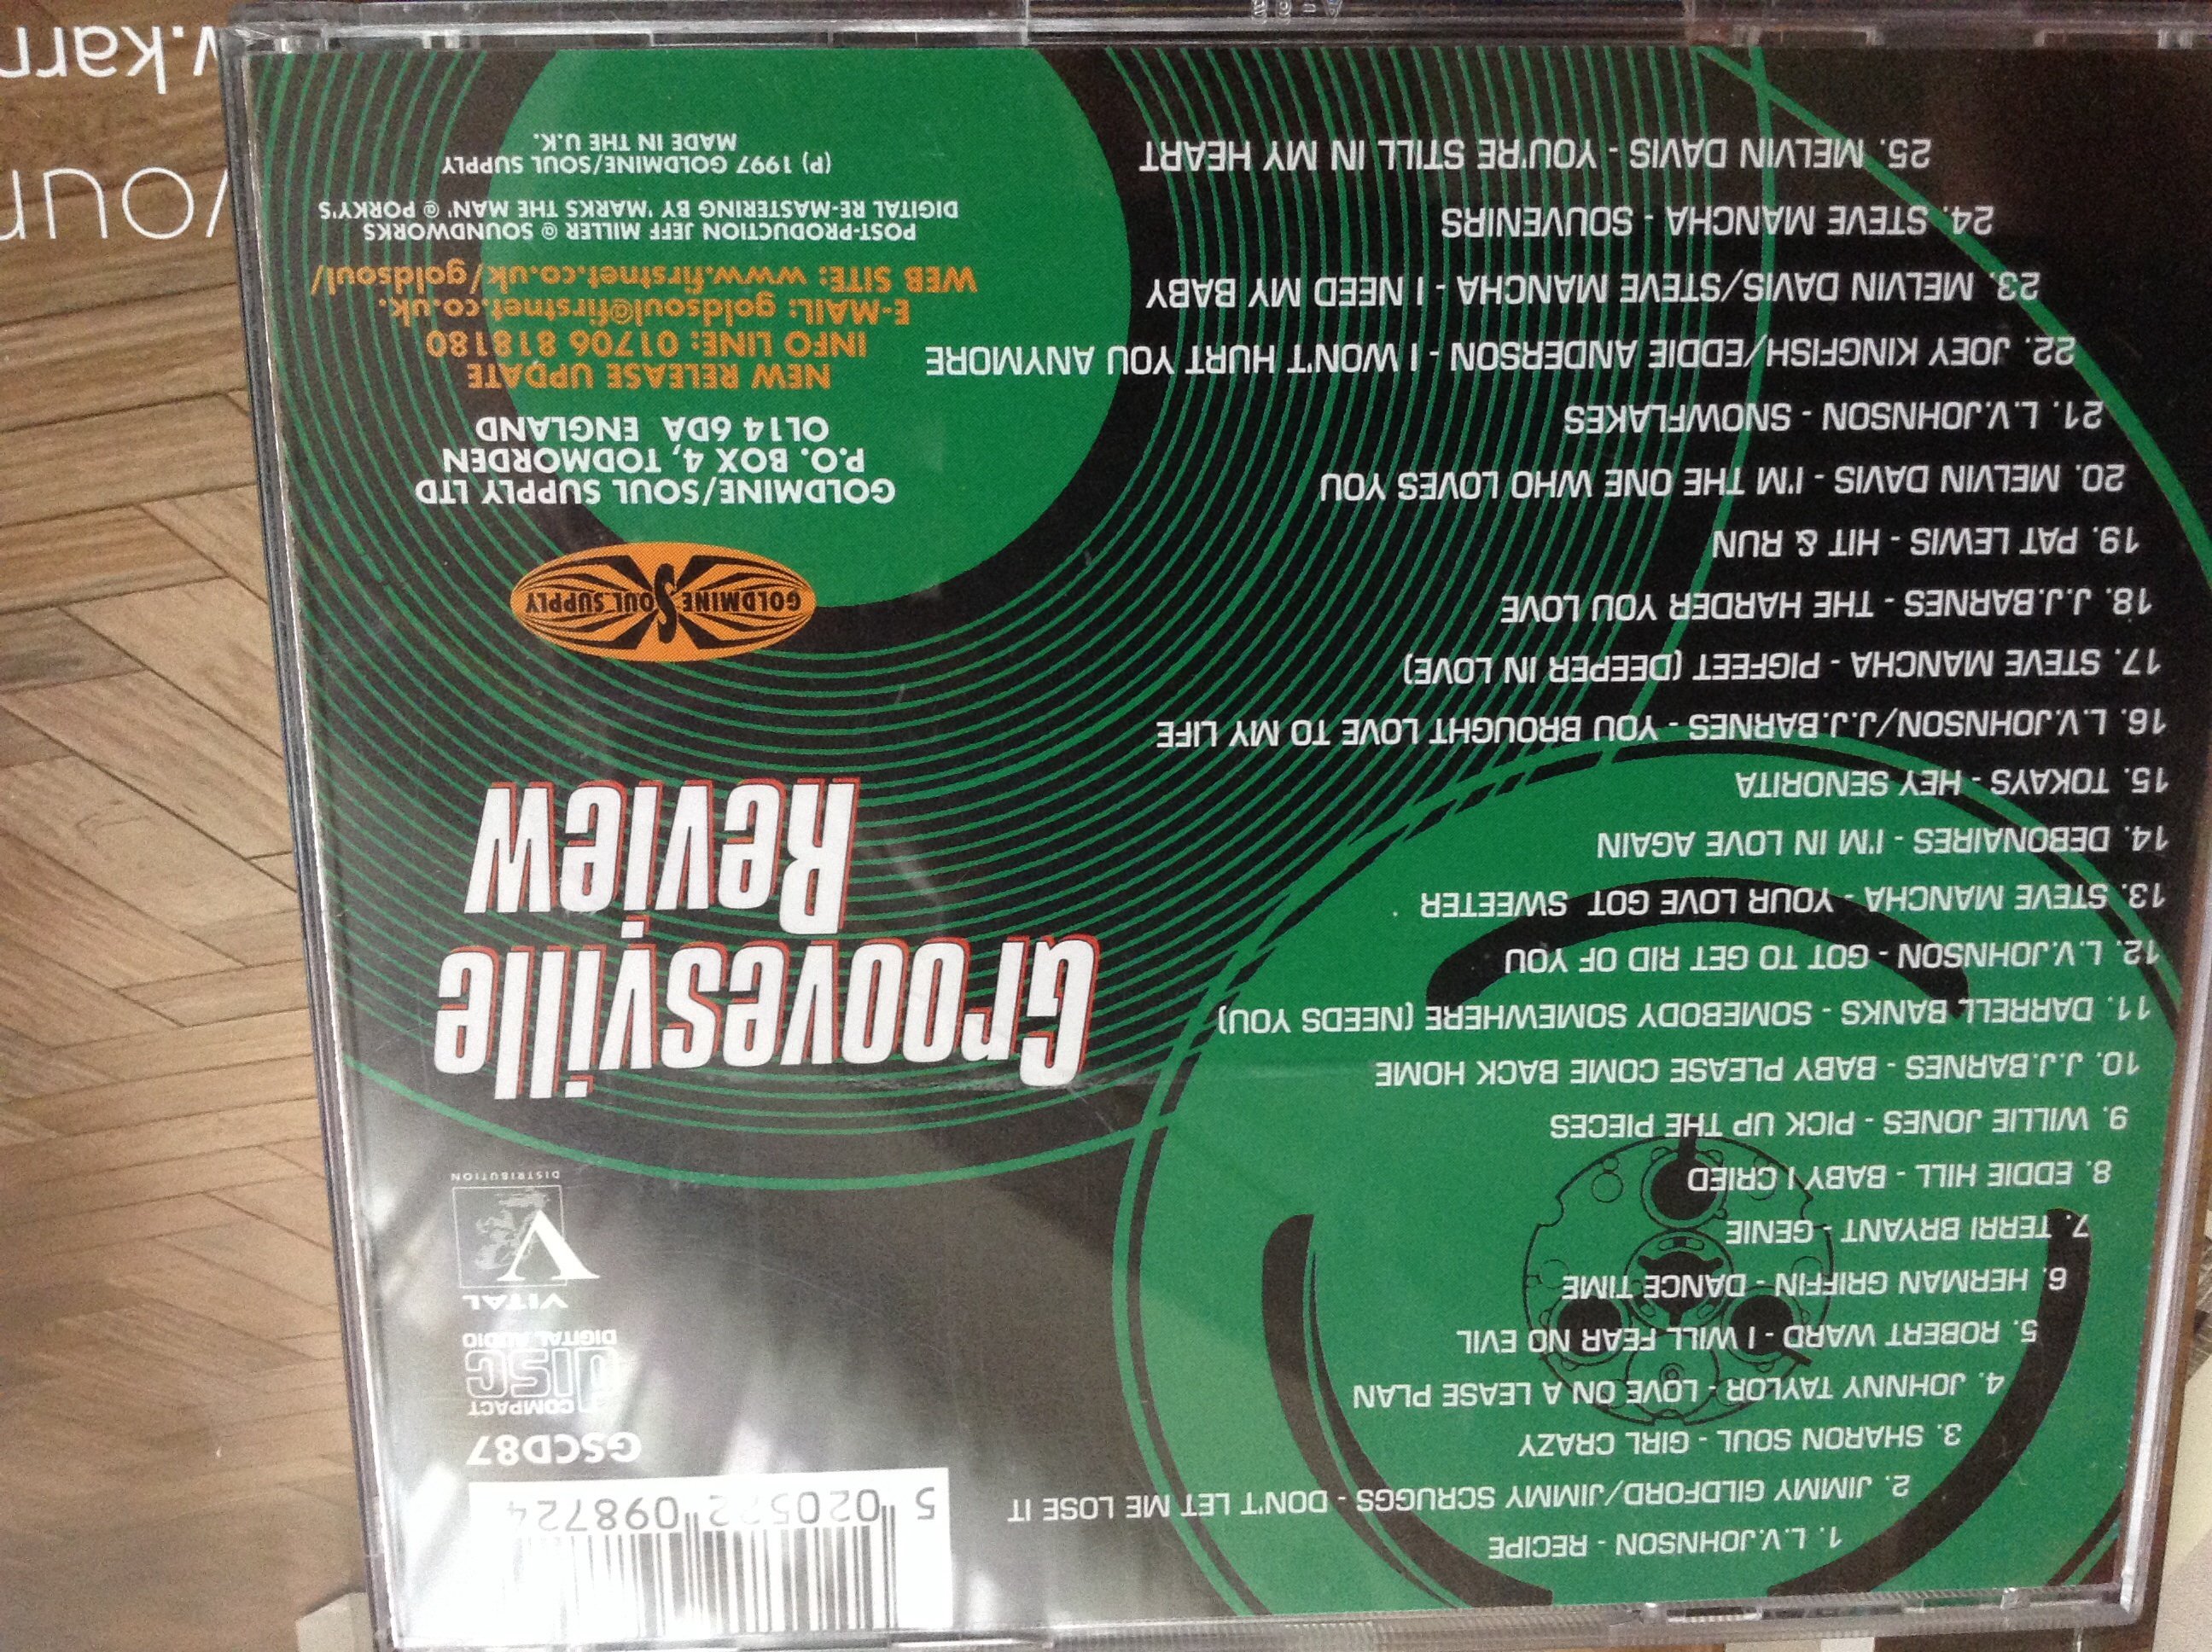 1. L.V.JOHNSON - RECIPE
2. JIMMY GILDFORD/JIMMY SCRUGGS - DON'T LET ME LOSE IT
3. SHARON SOUL - GIRL CRAZY
4. JOHNNY TAYLOR - LOVE ON A LEASE PLAN
5. ROBERT WARD - I WILL FEAR NO EVIL
6. HERMAN GRIFFIN - DANCE TIME
7. TERRI BRYANT - GENIE
8. EDDIE HILL - BABY I CRIED
9. WILLIE JONES - PICK UP THE PIECES
10. J.J.BARNES - BABY PLEASE COME BACK HOME
11. DARRELL BANKS - SOMEBODY SOMEWHERE (NEEDS YOU)
12. L.V.JOHNSON - GOT TO GET RID OF YOU
13. STEVE MANCHA - YOUR LOVE GOT SWEETER
14. DEBONAIRES - I'M IN LOVE AGAIN
15. TOKAYS - HEY SENORITA
16. L.V.JOHNSON/J.J.BARNES - YOU BROUGHT LOVE TO MY LIFE
17. STEVE MANCHA - PIGFEET (DEEPER IN LOVE)
18. J.J.BARNES - THE HARDER YOU LOVE
19. PAT LEWIS - HIT & RUN
20. MELVIN DAVIS - I'M THE ONE WHO LOVES YOU
21. L.V.JOHNSON - SNOWFLAKES
22. JOEY KINGFISH/EDDIE ANDERSON - I WON'T HURT YOU ANYMORE
23. MELVIN DAVIS/STEVE MANCHA - I NEED MY BABY
24. STEVE MANCHA - SOUVENIRS
25. MELVIN DAVIS - YOU'RE STILL IN MY HEART
5 020522 098724
GSCD87
COMPACT
DISC
DIGITAL AUDIO
VITAL
V
DISTRIBUTION
Groovesville
Review
GOLDMINE SOUL SUPPLY
GOLDMINE/SOUL SUPPLY LTD
P.O. BOX 4, TODMORDEN
OL14 6DA ENGLAND
NEW RELEASE UPDATE
INFO LINE: 01706 818180
E-MAIL: goldsoul@firstnet.co.uk.
WEB SITE: www.firstnet.co.uk/goldsoul/
POST-PRODUCTION JEFF MILLER @ SOUNDWORKS
DIGITAL RE-MASTERING BY 'MARKS THE MAN' @ PORKY'S
(P) 1997 GOLDMINE/SOUL SUPPLY
MADE IN THE U.K.